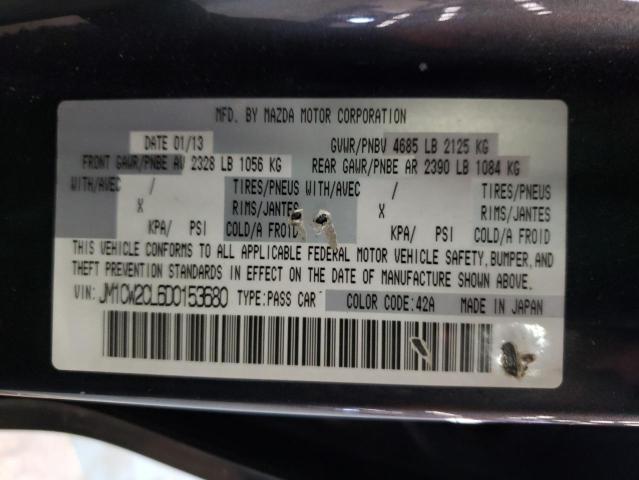 MFD. BY MAZDA MOTOR CORPORATION
DATE 01/13 GVWR/PNBV 4685 LB 2125 KG
FRONT GAWR/PNBE AV 2328 LB 1056 KG REAR GAWR/PNBE AR 2390 LB 1084 KG
WITH/AVEC / TIRES/PNEUS WITH/AVEC / TIRES/PNEUS
X RIMS/JANTES X RIMS/JANTES
KPA/ PSI COLD/A FROID KPA/ PSI COLD/A FROID
THIS VEHICLE CONFORMS TO ALL APPLICABLE FEDERAL MOTOR VEHICLE SAFETY, BUMPER, AND
THEFT PREVENTION STANDARDS IN EFFECT ON THE DATE OF MANUFACTURE SHOWN ABOVE.
VIN: JM1CW2CL6D0153680 TYPE: PASS CAR COLOR CODE: 42A MADE IN JAPAN